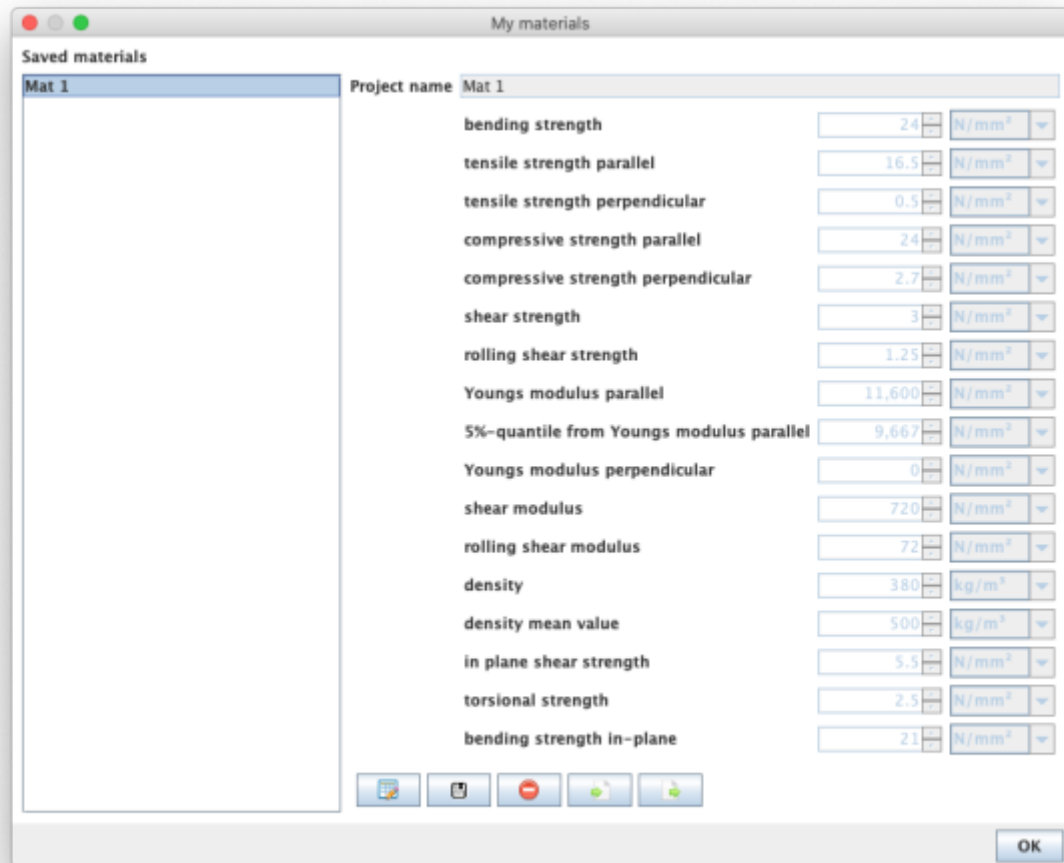 My materials
Saved materials
Mat 1
Project name Mat 1
bending strength 24 N/mm²
tensile strength parallel 16.5 N/mm²
tensile strength perpendicular 0.5 N/mm²
compressive strength parallel 24 N/mm²
compressive strength perpendicular 2.7 N/mm²
shear strength 3 N/mm²
rolling shear strength 1.25 N/mm²
Youngs modulus parallel 11,600 N/mm²
5%-quantile from Youngs modulus parallel 9,667 N/mm²
Youngs modulus perpendicular 0 N/mm²
shear modulus 720 N/mm²
rolling shear modulus 72 N/mm²
density 380 kg/m³
density mean value 500 kg/m³
in plane shear strength 5.5 N/mm²
torsional strength 2.5 N/mm²
bending strength in-plane 21 N/mm²
OK